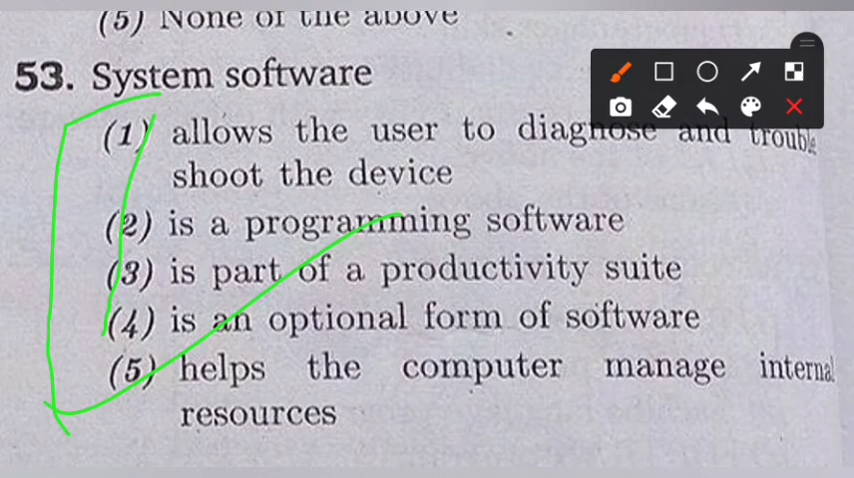 (5) None of the above
53. System software
(1) allows the user to diagnose and trouble
shoot the device
(2) is a programming software
(3) is part of a productivity suite
(4) is an optional form of software
(5) helps the computer manage internal
resources